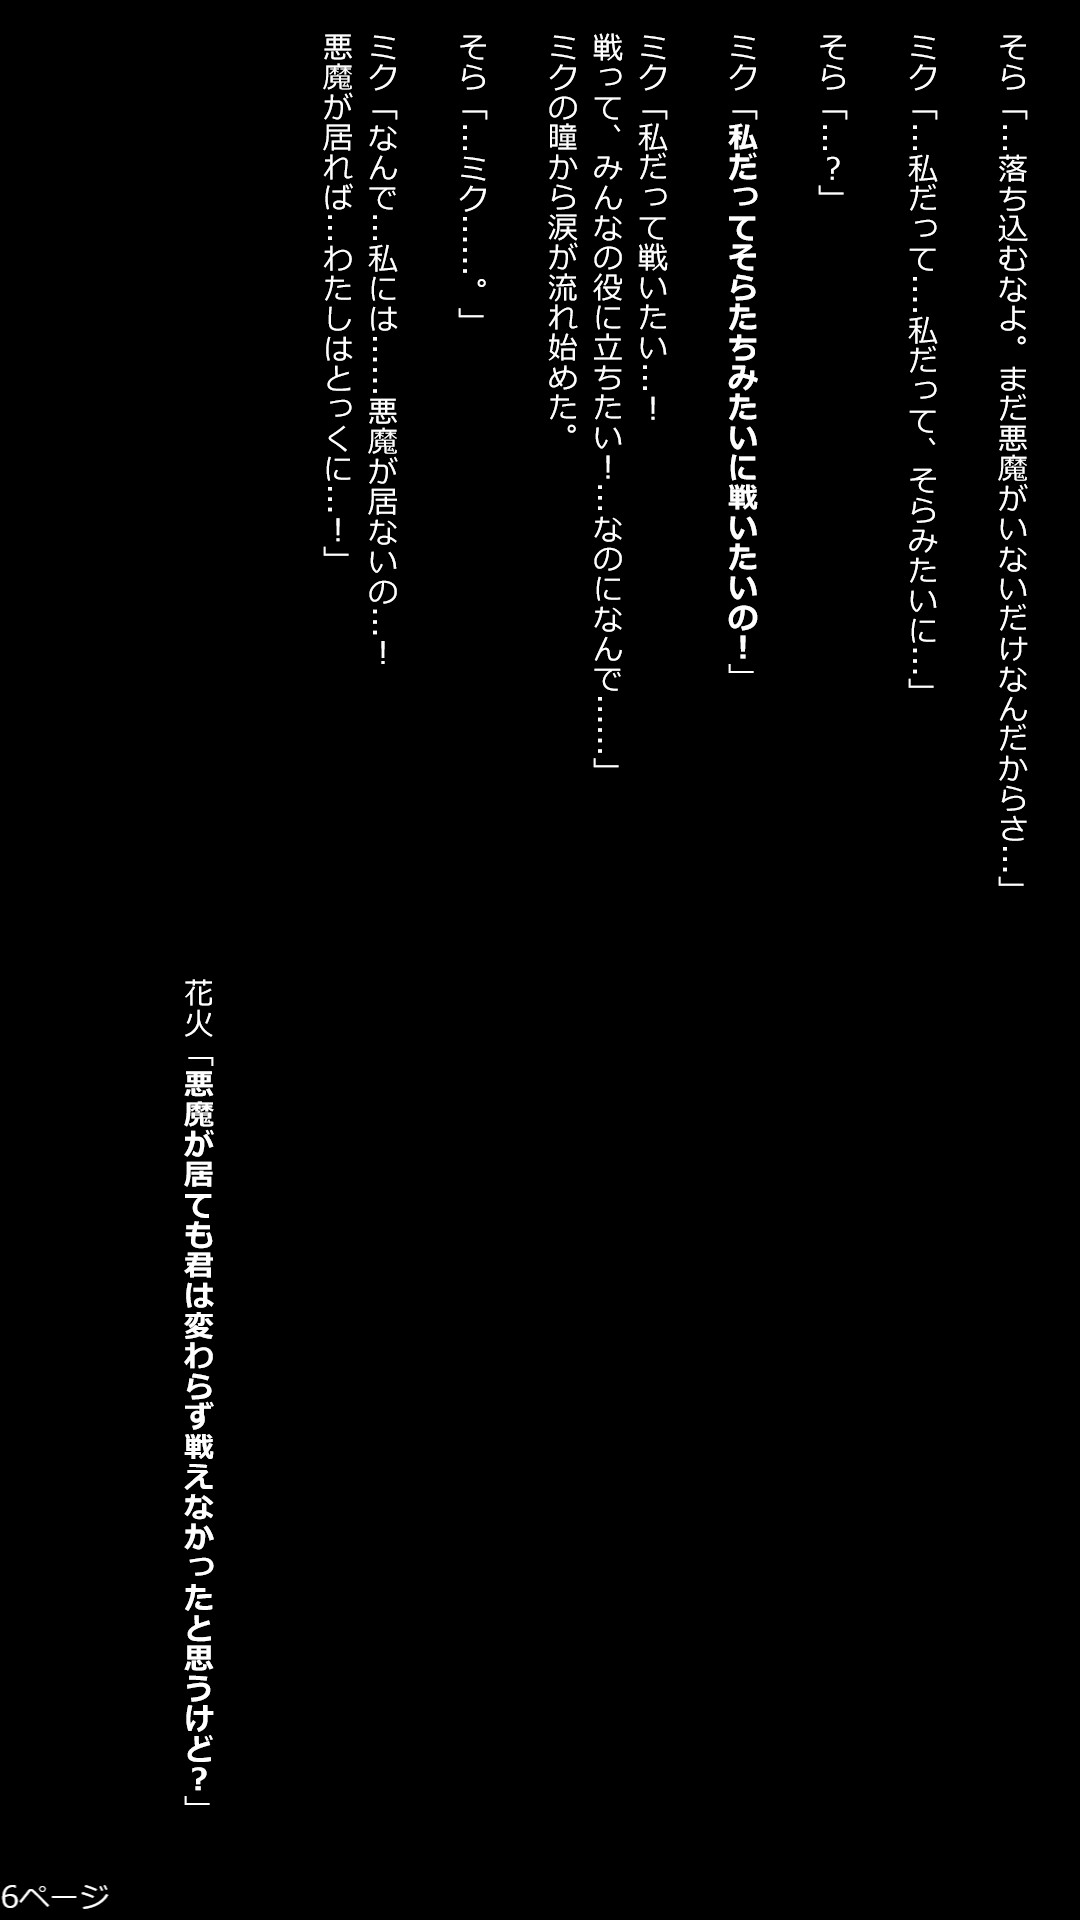 そら「…落ち込むなよ。まだ悪魔がいないだけなんだからさ…」
ミク「…私だって…私だって、そらみたいに…」
そら「…？」
ミク「私だってそらたちみたいに戦いたいの！」
ミク「私だって戦いたい…！
戦って、みんなの役に立ちたい！…なのになんで……」
ミクの瞳から涙が流れ始めた。
そら「…ミク……。」
ミク「なんで…私には……悪魔が居ないの…！
悪魔が居れば…わたしはとっくに…！」
花火「悪魔が居ても君は変わらず戦えなかったと思うけど？」
6ページ